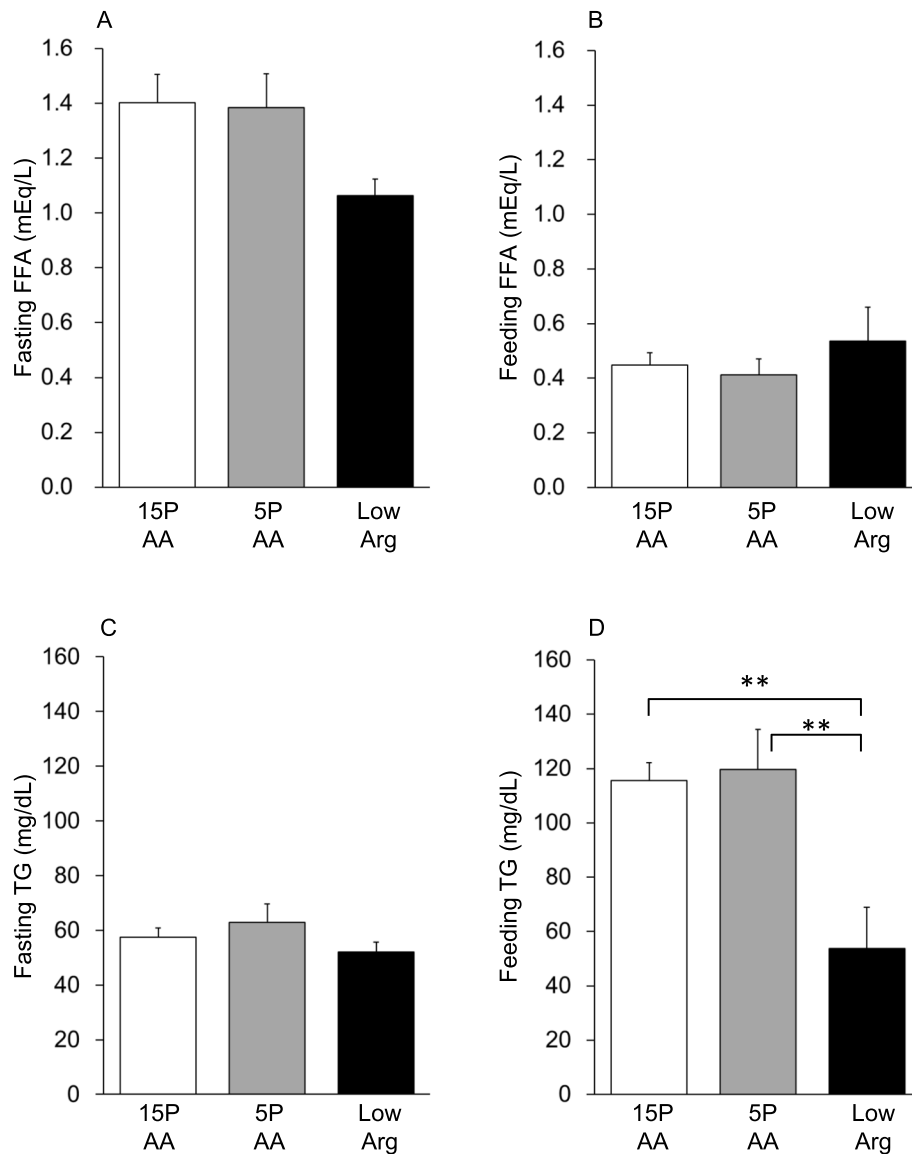 A
Fasting FFA (mEq/L)
1.6
1.4
1.2
1.0
0.8
0.6
0.4
0.2
0.0
15P
AA
5P
AA
Low
Arg
B
Feeding FFA (mEq/L)
1.6
1.4
1.2
1.0
0.8
0.6
0.4
0.2
0.0
15P
AA
5P
AA
Low
Arg
C
Fasting TG (mg/dL)
160
140
120
100
80
60
40
20
0
15P
AA
5P
AA
Low
Arg
D
Feeding TG (mg/dL)
160
140
120
100
80
60
40
20
0
**
**
15P
AA
5P
AA
Low
Arg